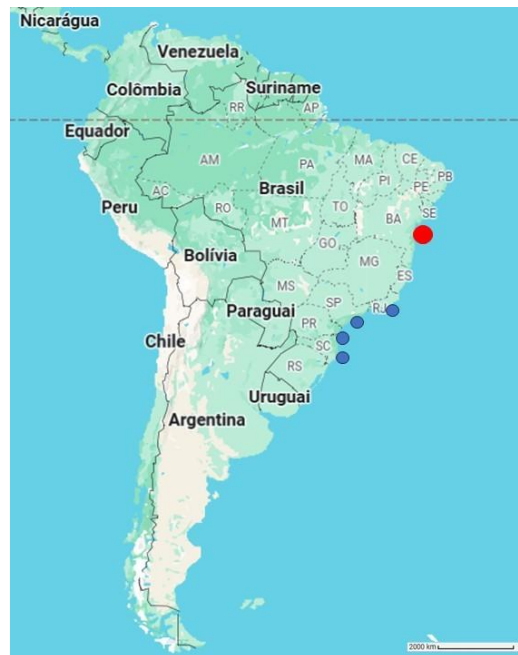 Nicarágua
Venezuela
Colômbia
Suriname
RR
AP
Equador
AM
PA
MA
CE
PB
PI
PE
AC
Brasil
TO
SE
Peru
RO
MT
BA
GO
Bolívia
MG
ES
MS
SP
RJ
Paraguai
PR
SC
Chile
RS
Uruguai
Argentina
2000 km